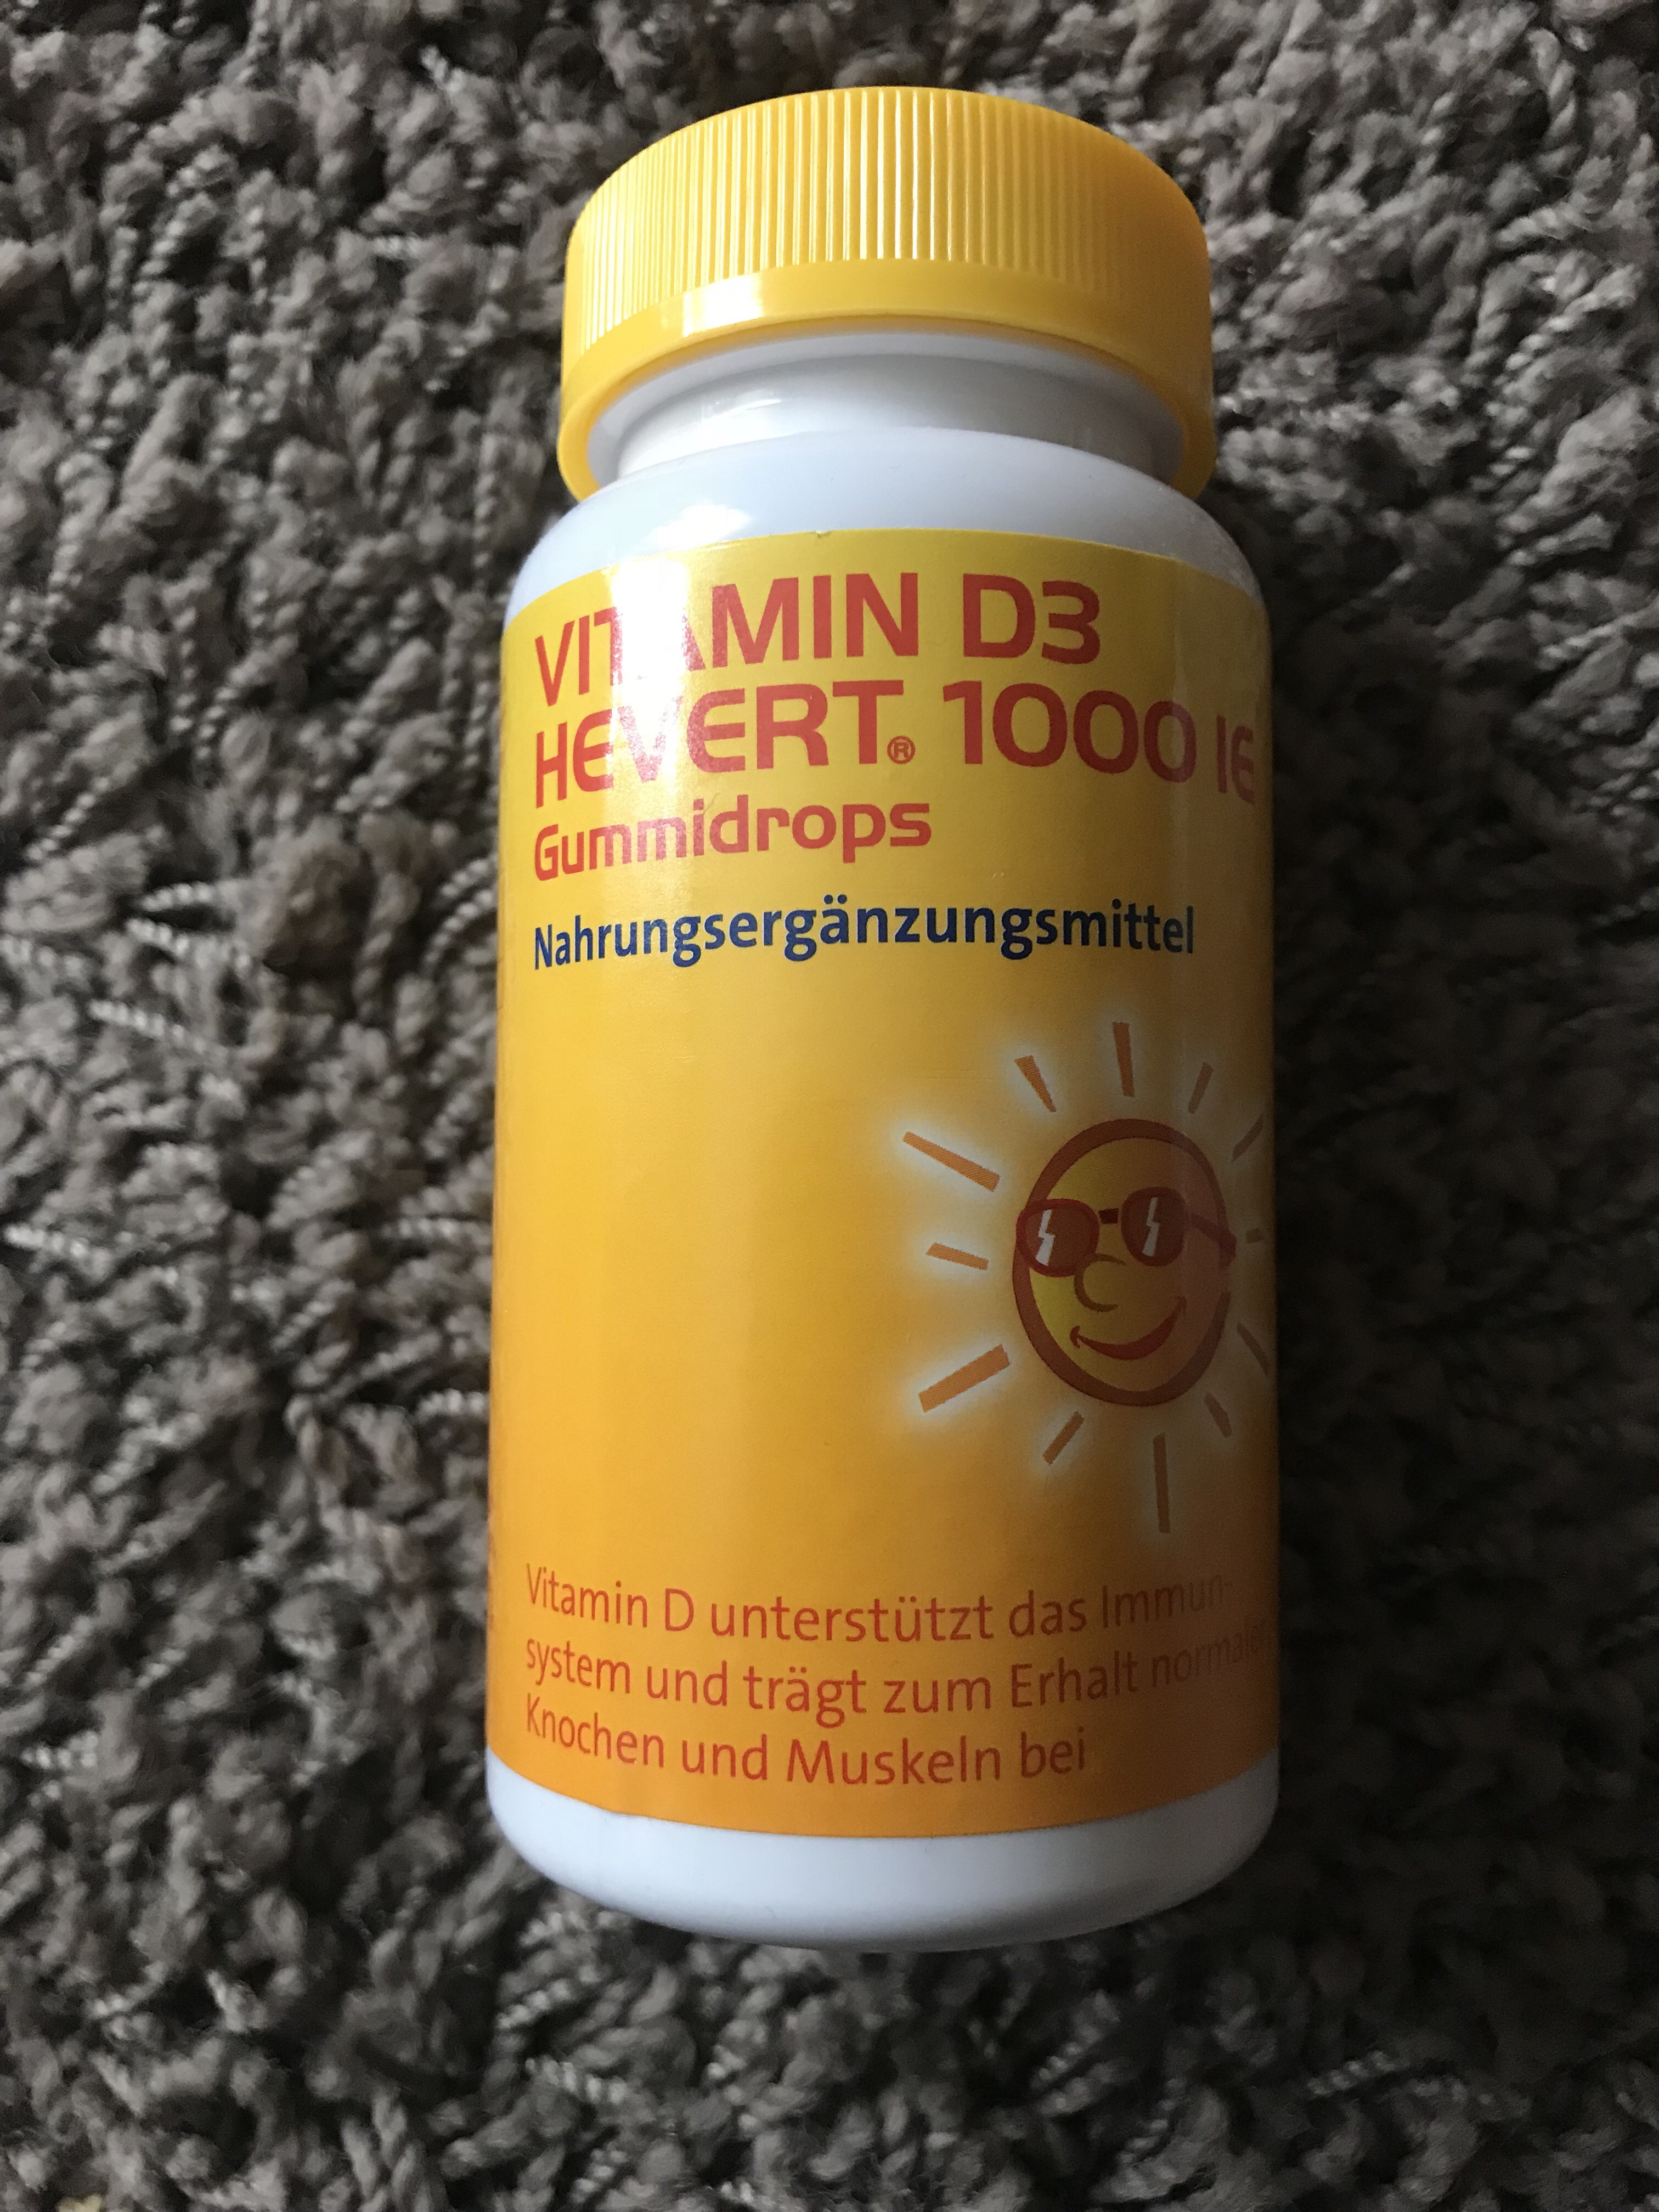 VITAMIN D3
HEVERT® 1000 IE
Gummidrops
Nahrungsergänzungsmittel
Vitamin D unterstützt das Immun-
system und trägt zum Erhalt normaler
Knochen und Muskeln bei